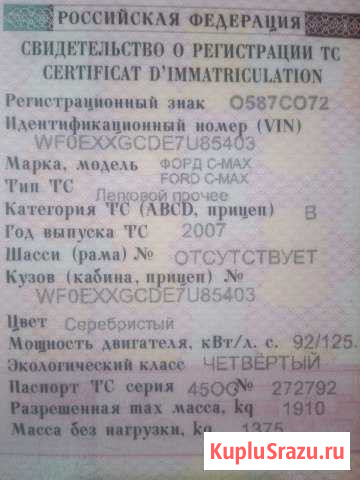 РОССИЙСКАЯ ФЕДЕРАЦИЯ
СВИДЕТЕЛЬСТВО О РЕГИСТРАЦИИ ТС
CERTIFICAT D'IMMATRICULATION
Регистрационный знак О587СО72
Идентификационный номер (VIN)
WF0EXXGCDE7U85403
Марка, модель ФОРД C-MAX
FORD C-MAX
Тип ТС Легковой прочее
Категория ТС (ABCD, прицеп) B
Год выпуска ТС 2007
Шасси (рама) № ОТСУТСТВУЕТ
Кузов (кабина, прицеп) №
WF0EXXGCDE7U85403
Цвет Серебристый
Мощность двигателя, кВт/л. с. 92/125.
Экологический класс ЧЕТВЁРТЫЙ
Паспорт ТС серия 45ОО № 272792
Разрешенная max масса, kg 1910
Масса без нагрузки, kg 1375
KupluSrazu.ru